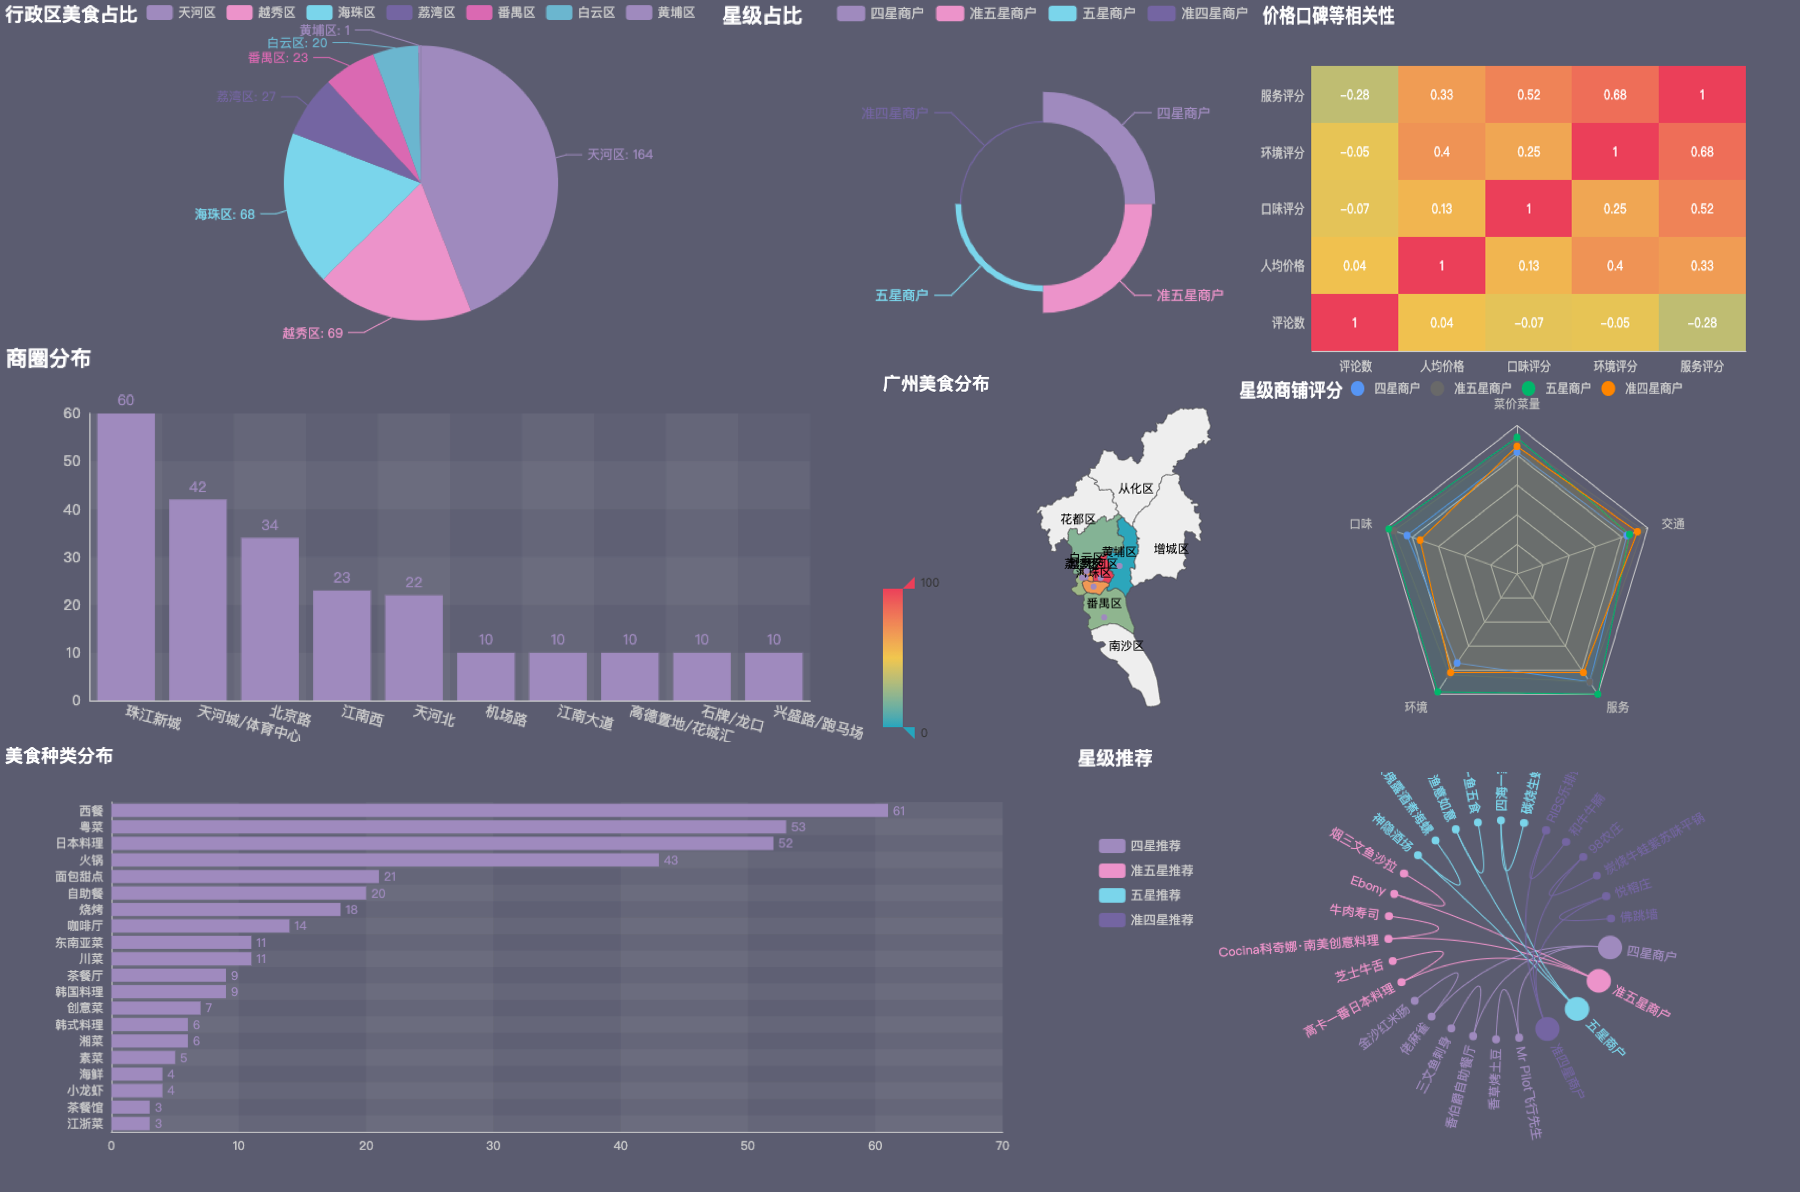 行政区美食占比
天河区
越秀区
海珠区
荔湾区
番禺区
白云区
黄埔区
黄埔区: 1
白云区: 20
番禺区: 23
荔湾区: 27
天河区: 164
海珠区: 68
越秀区: 69
星级占比
四星商户
准五星商户
五星商户
准四星商户
准四星商户
四星商户
五星商户
准五星商户
价格口碑等相关性
服务评分 -0.28 0.33 0.52 0.68 1
环境评分 -0.05 0.4 0.25 1 0.68
口味评分 -0.07 0.13 1 0.25 0.52
人均价格 0.04 1 0.13 0.4 0.33
评论数 1 0.04 -0.07 -0.05 -0.28
评论数 人均价格 口味评分 环境评分 服务评分
商圈分布
60
50
40
30
20
10
0
60
42
34
23
22
10
10
10
10
10
珠江新城
天河城/体育中心
北京路
江南西
天河北
机场路
江南大道
高德置地/花城汇
石牌/龙口
兴盛路/跑马场
广州美食分布
100
0
从化区
花都区
增城区
黄埔区
白云区
番禺区
南沙区
星级商铺评分
四星商户
准五星商户
五星商户
准四星商户
菜价菜量
口味
交通
环境
服务
美食种类分布
西餐 61
粤菜 53
日本料理 52
火锅 43
面包甜点 21
自助餐 20
烧烤 18
咖啡厅 14
东南亚菜 11
川菜 11
茶餐厅 9
韩国料理 9
创意菜 7
韩式料理 6
湘菜 6
素菜 5
海鲜 4
小龙虾 4
茶餐馆 3
江浙菜 3
0 10 20 30 40 50 60 70
星级推荐
四星推荐
准五星推荐
五星推荐
准四星推荐
神隐酒场
渔意如意
鱼五食
四海一
碳烧生蚝
和牛牛魔
98农庄
悦榕庄
佛跳墙
烟三文鱼沙拉
Ebony
牛肉寿司
Cocina科奇娜·南美创意料理
芝士牛舌
高卡一番日本料理
金沙红米肠
佬麻雀
三文鱼刺身
香伯爵自助餐厅
香草烤土豆
Mr Pilot飞行先生
四星商户
准五星商户
五星商户
准四星商户